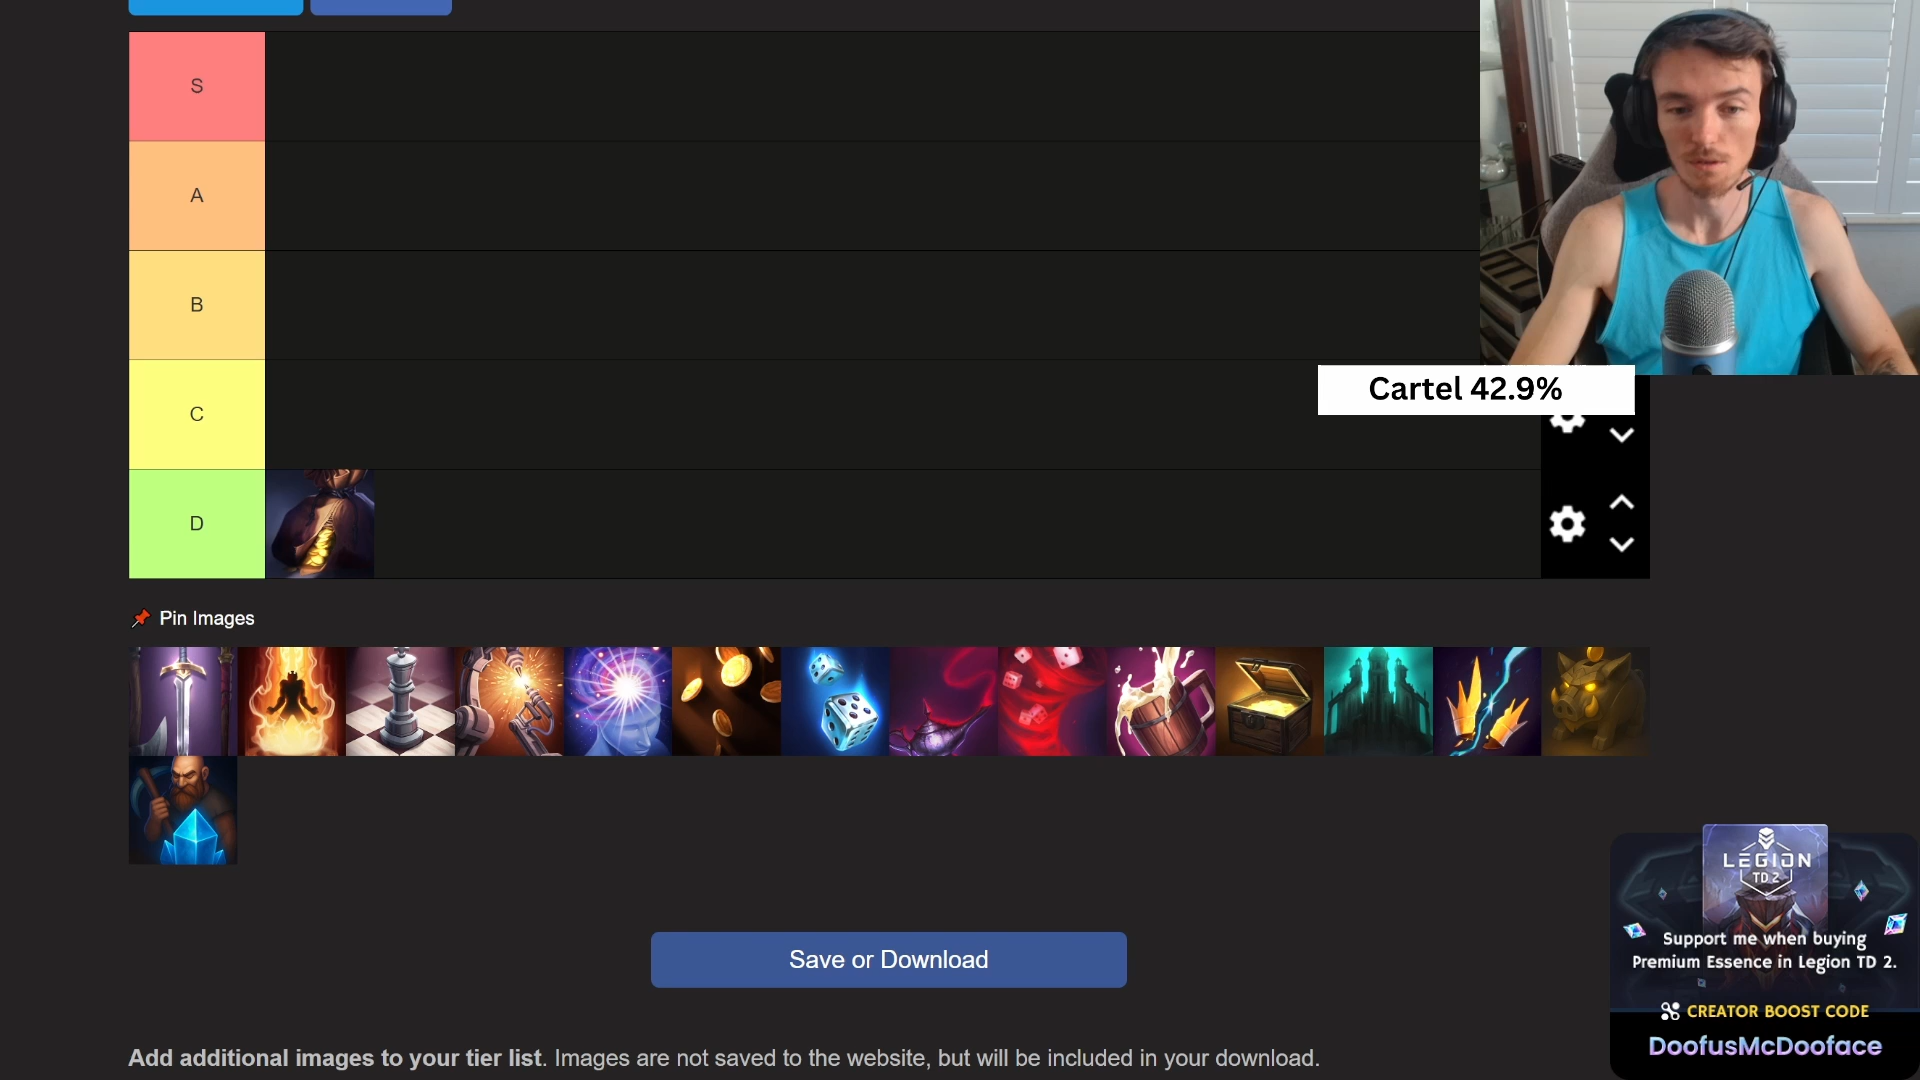 S
A
B
C
Cartel 42.9%
D
Pin Images
Save or Download
Add additional images to your tier list. Images are not saved to the website, but will be included in your download.
LEGION
TD 2
Support me when buying
Premium Essence in Legion TD 2.
CREATOR BOOST CODE
DoofusMcDooface